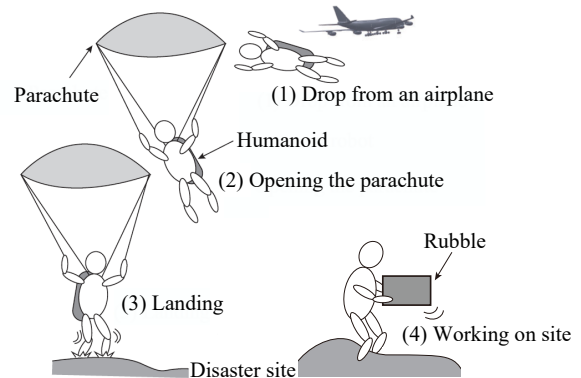 Parachute
(1) Drop from an airplane
Humanoid
(2) Opening the parachute
(3) Landing
Rubble
(4) Working on site
Disaster site